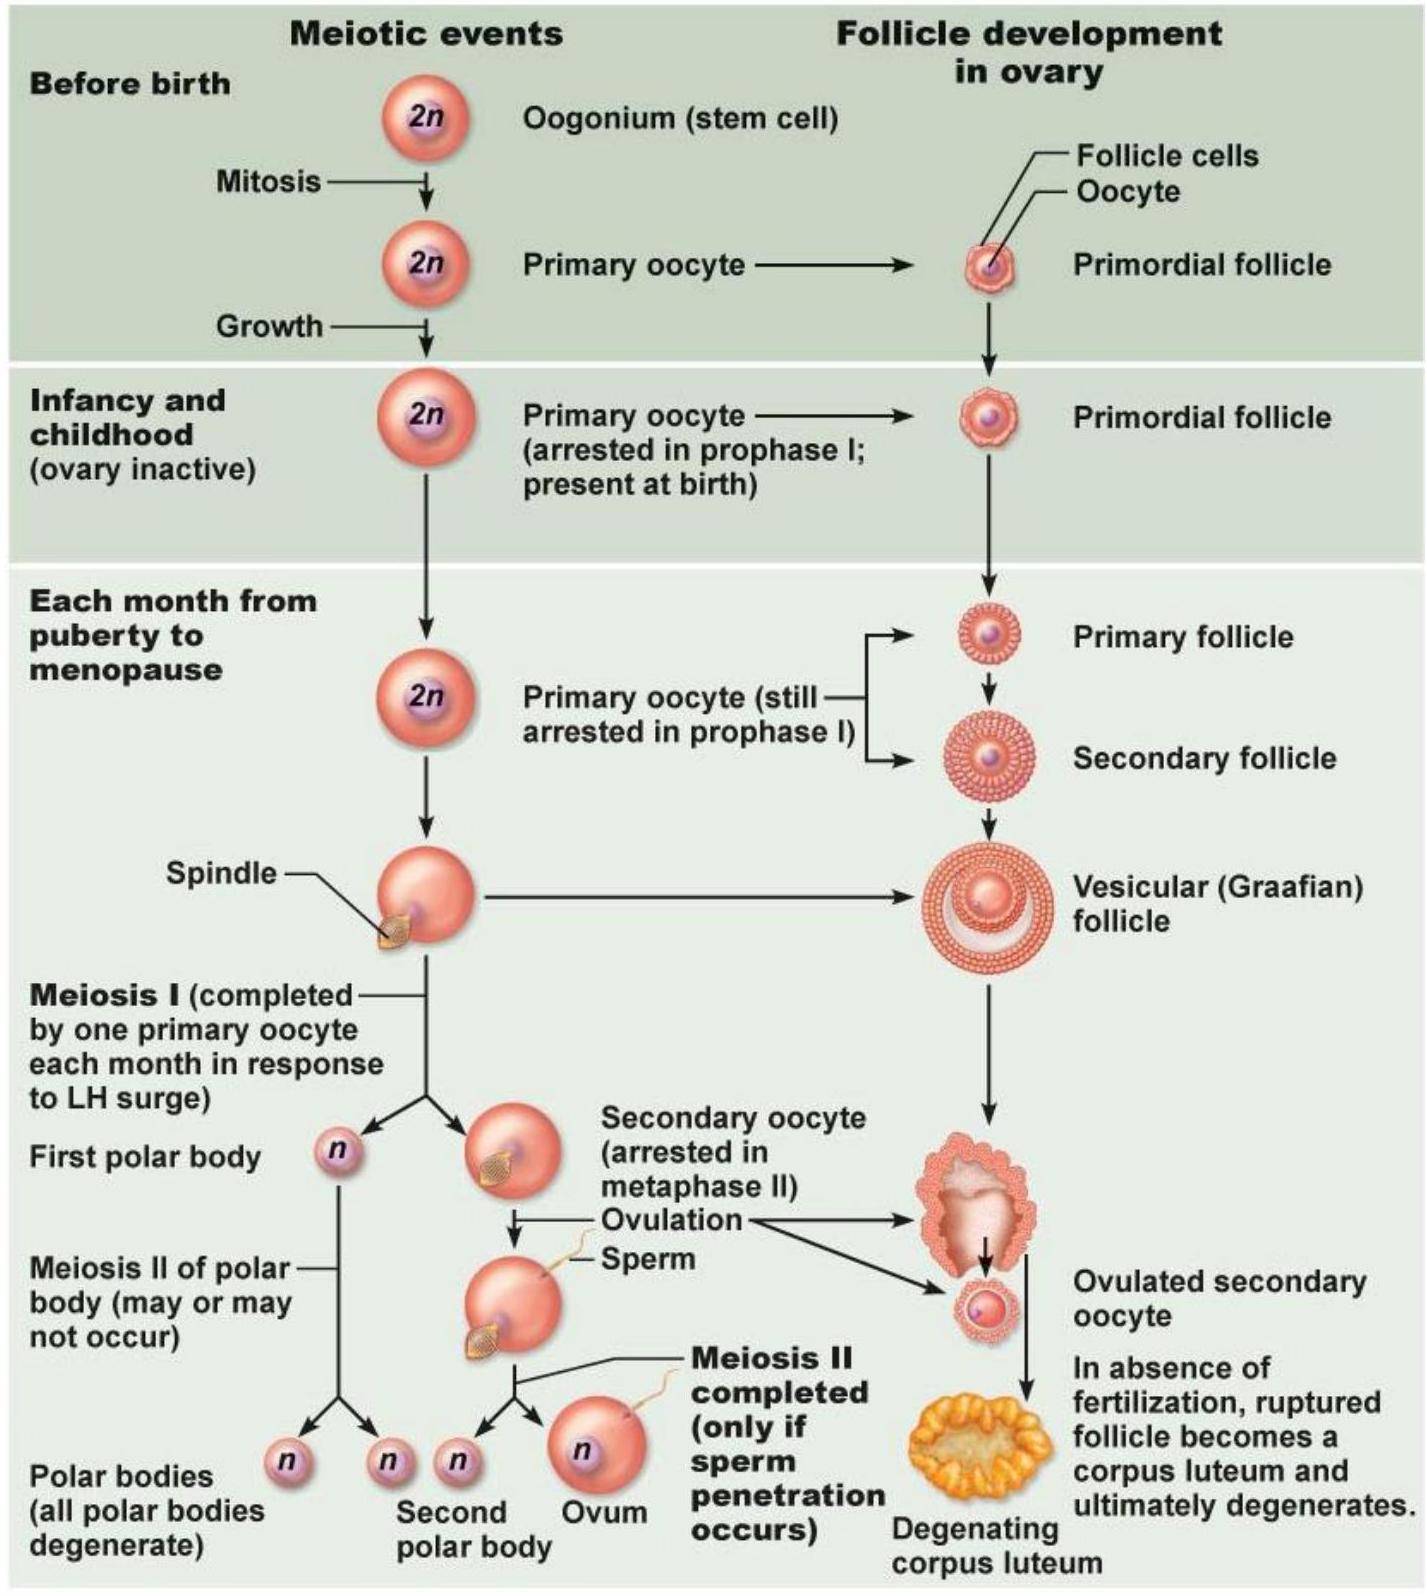 Meiotic events
Follicle development
in ovary
Before birth
2n
Oogonium (stem cell)
Mitosis
Follicle cells
Oocyte
2n
Primary oocyte
Primordial follicle
Growth
Infancy and
childhood
(ovary inactive)
2n
Primary oocyte
(arrested in prophase I;
present at birth)
Primordial follicle
Each month from
puberty to
menopause
2n
Primary oocyte (still
arrested in prophase I)
Primary follicle
Secondary follicle
Spindle
Vesicular (Graafian)
follicle
Meiosis I (completed
by one primary oocyte
each month in response
to LH surge)
First polar body
n
Secondary oocyte
(arrested in
metaphase II)
Ovulation
Sperm
Meiosis II of polar
body (may or may
not occur)
Ovulated secondary
oocyte
Meiosis II
completed
(only if
sperm
penetration
occurs)
In absence of
fertilization, ruptured
follicle becomes a
corpus luteum and
ultimately degenerates.
n
n
n
n
Polar bodies
(all polar bodies
degenerate)
Second
polar body
Ovum
Degenating
corpus luteum